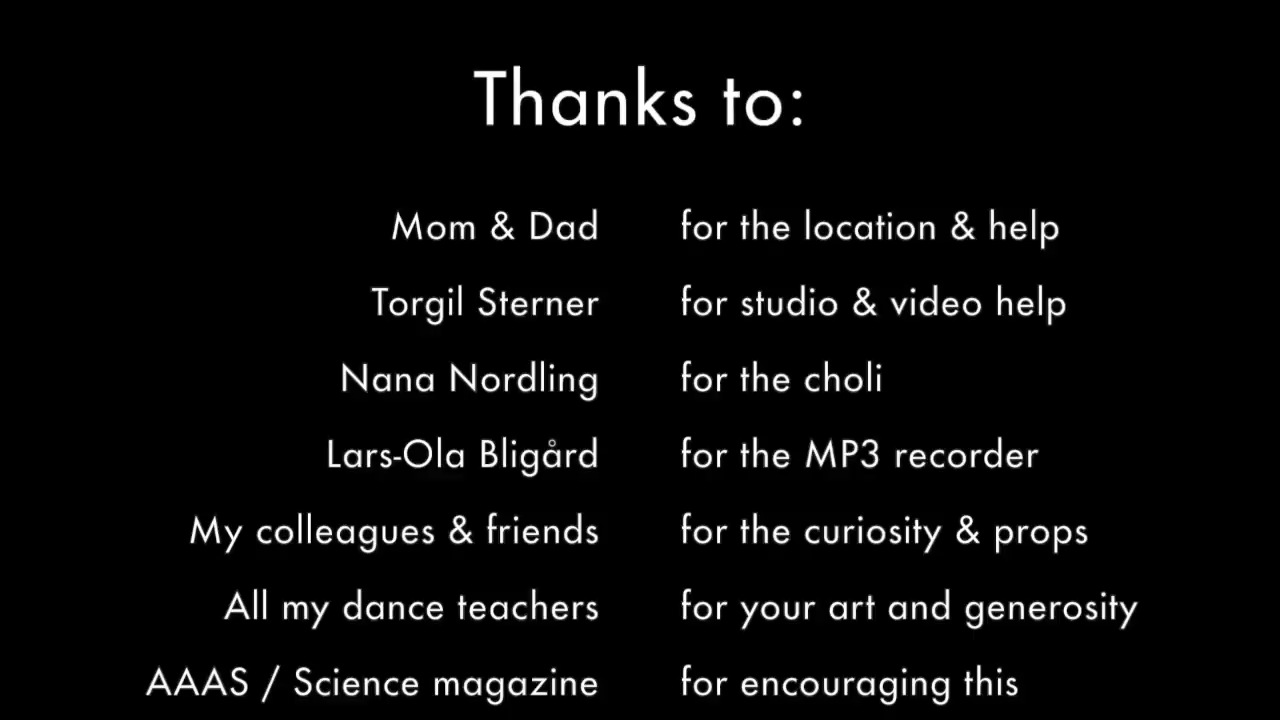 Thanks to:
Mom & Dad for the location & help
Torgil Sterner for studio & video help
Nana Nordling for the choli
Lars-Ola Bligård for the MP3 recorder
My colleagues & friends for the curiosity & props
All my dance teachers for your art and generosity
AAAS / Science magazine for encouraging this